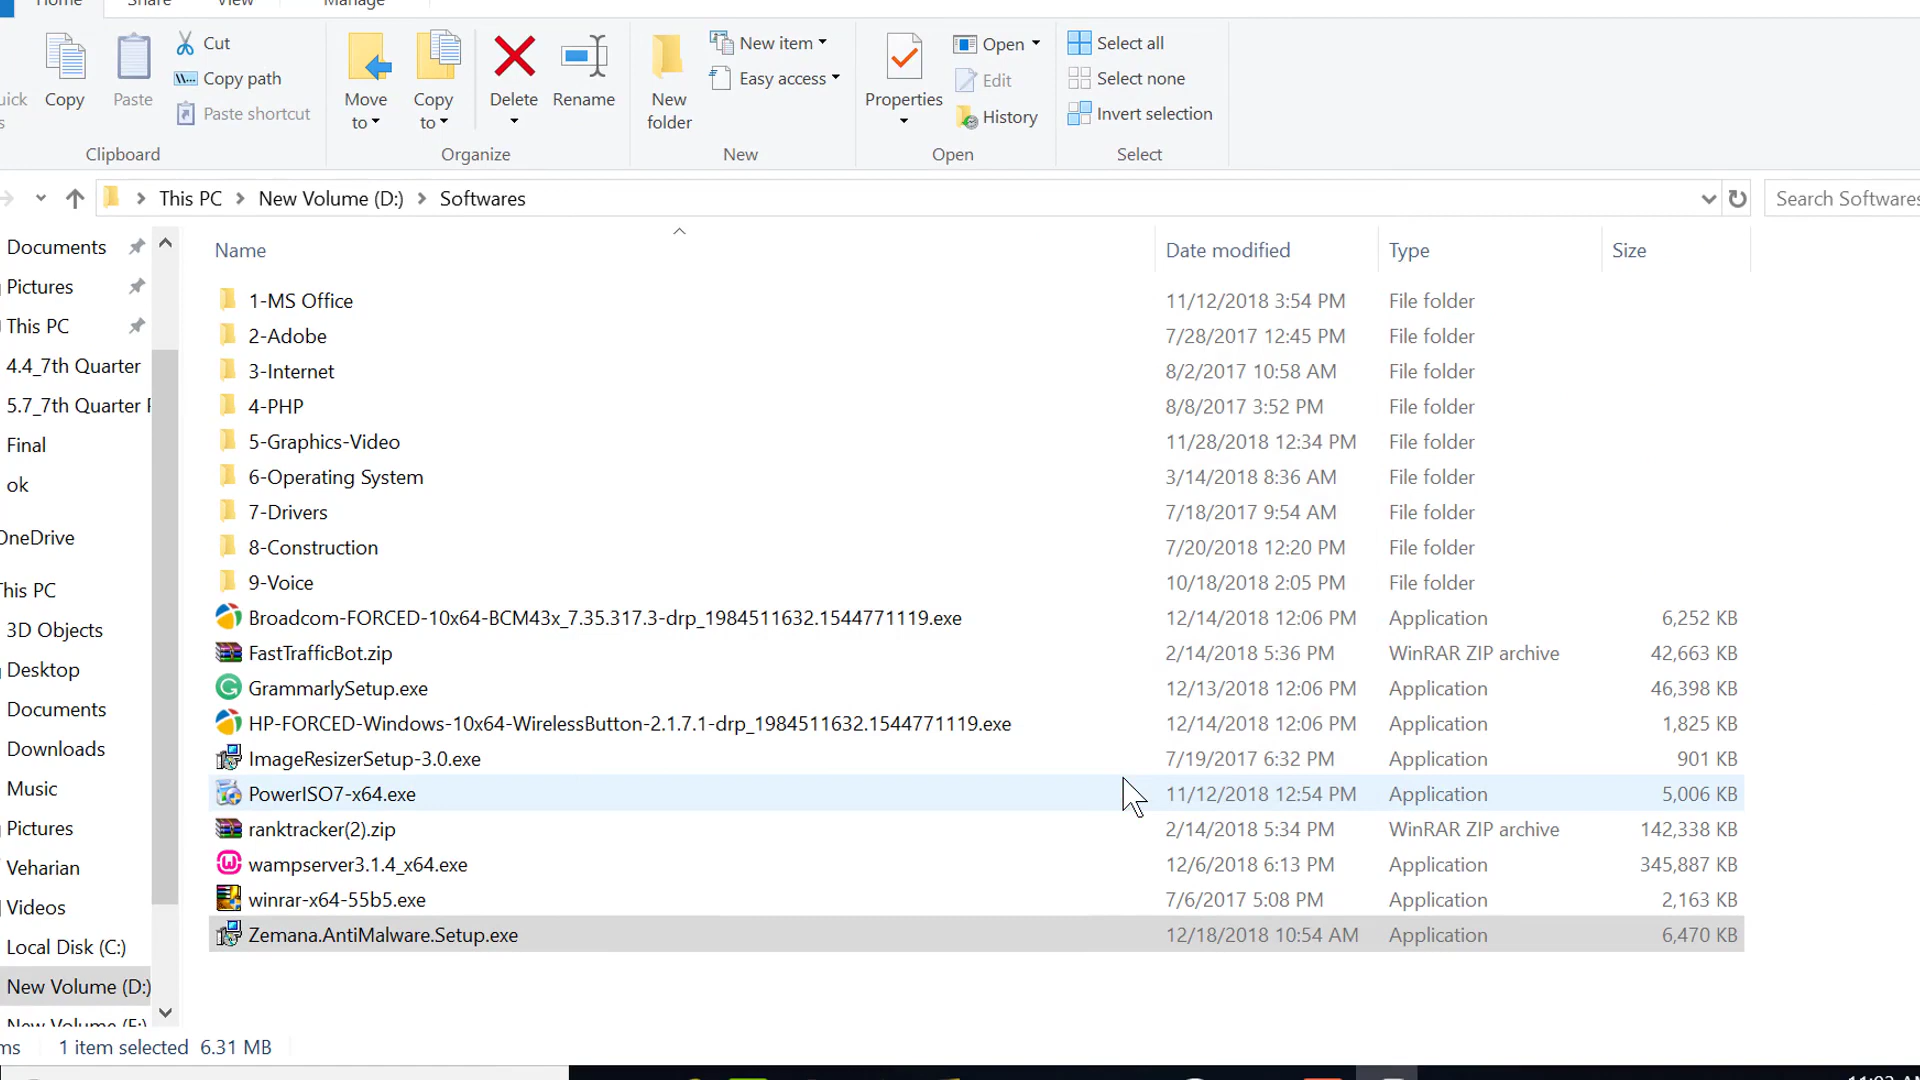 Home Share View Manage
Copy
Paste
Cut
Copy path
Paste shortcut
Clipboard
Move to
Copy to
Delete
Rename
Organize
New folder
New item
Easy access
New
Properties
Open
Edit
History
Open
Select all
Select none
Invert selection
Select
This PC New Volume (D:) Softwares
Search Softwares
Documents
Pictures
This PC
4.4_7th Quarter
5.7_7th Quarter
Final
ok
OneDrive
This PC
3D Objects
Desktop
Documents
Downloads
Music
Pictures
Veharian
Videos
Local Disk (C:)
New Volume (D:)
Name Date modified Type Size
1-MS Office 11/12/2018 3:54 PM File folder
2-Adobe 7/28/2017 12:45 PM File folder
3-Internet 8/2/2017 10:58 AM File folder
4-PHP 8/8/2017 3:52 PM File folder
5-Graphics-Video 11/28/2018 12:34 PM File folder
6-Operating System 3/14/2018 8:36 AM File folder
7-Drivers 7/18/2017 9:54 AM File folder
8-Construction 7/20/2018 12:20 PM File folder
9-Voice 10/18/2018 2:05 PM File folder
Broadcom-FORCED-10x64-BCM43x_7.35.317.3-drp_1984511632.1544771119.exe 12/14/2018 12:06 PM Application 6,252 KB
FastTrafficBot.zip 2/14/2018 5:36 PM WinRAR ZIP archive 42,663 KB
GrammarlySetup.exe 12/13/2018 12:06 PM Application 46,398 KB
HP-FORCED-Windows-10x64-WirelessButton-2.1.7.1-drp_1984511632.1544771119.exe 12/14/2018 12:06 PM Application 1,825 KB
ImageResizerSetup-3.0.exe 7/19/2017 6:32 PM Application 901 KB
PowerISO7-x64.exe 11/12/2018 12:54 PM Application 5,006 KB
ranktracker(2).zip 2/14/2018 5:34 PM WinRAR ZIP archive 142,338 KB
wampserver3.1.4_x64.exe 12/6/2018 6:13 PM Application 345,887 KB
winrar-x64-55b5.exe 7/6/2017 5:08 PM Application 2,163 KB
Zemana.AntiMalware.Setup.exe 12/18/2018 10:54 AM Application 6,470 KB
1 item selected 6.31 MB